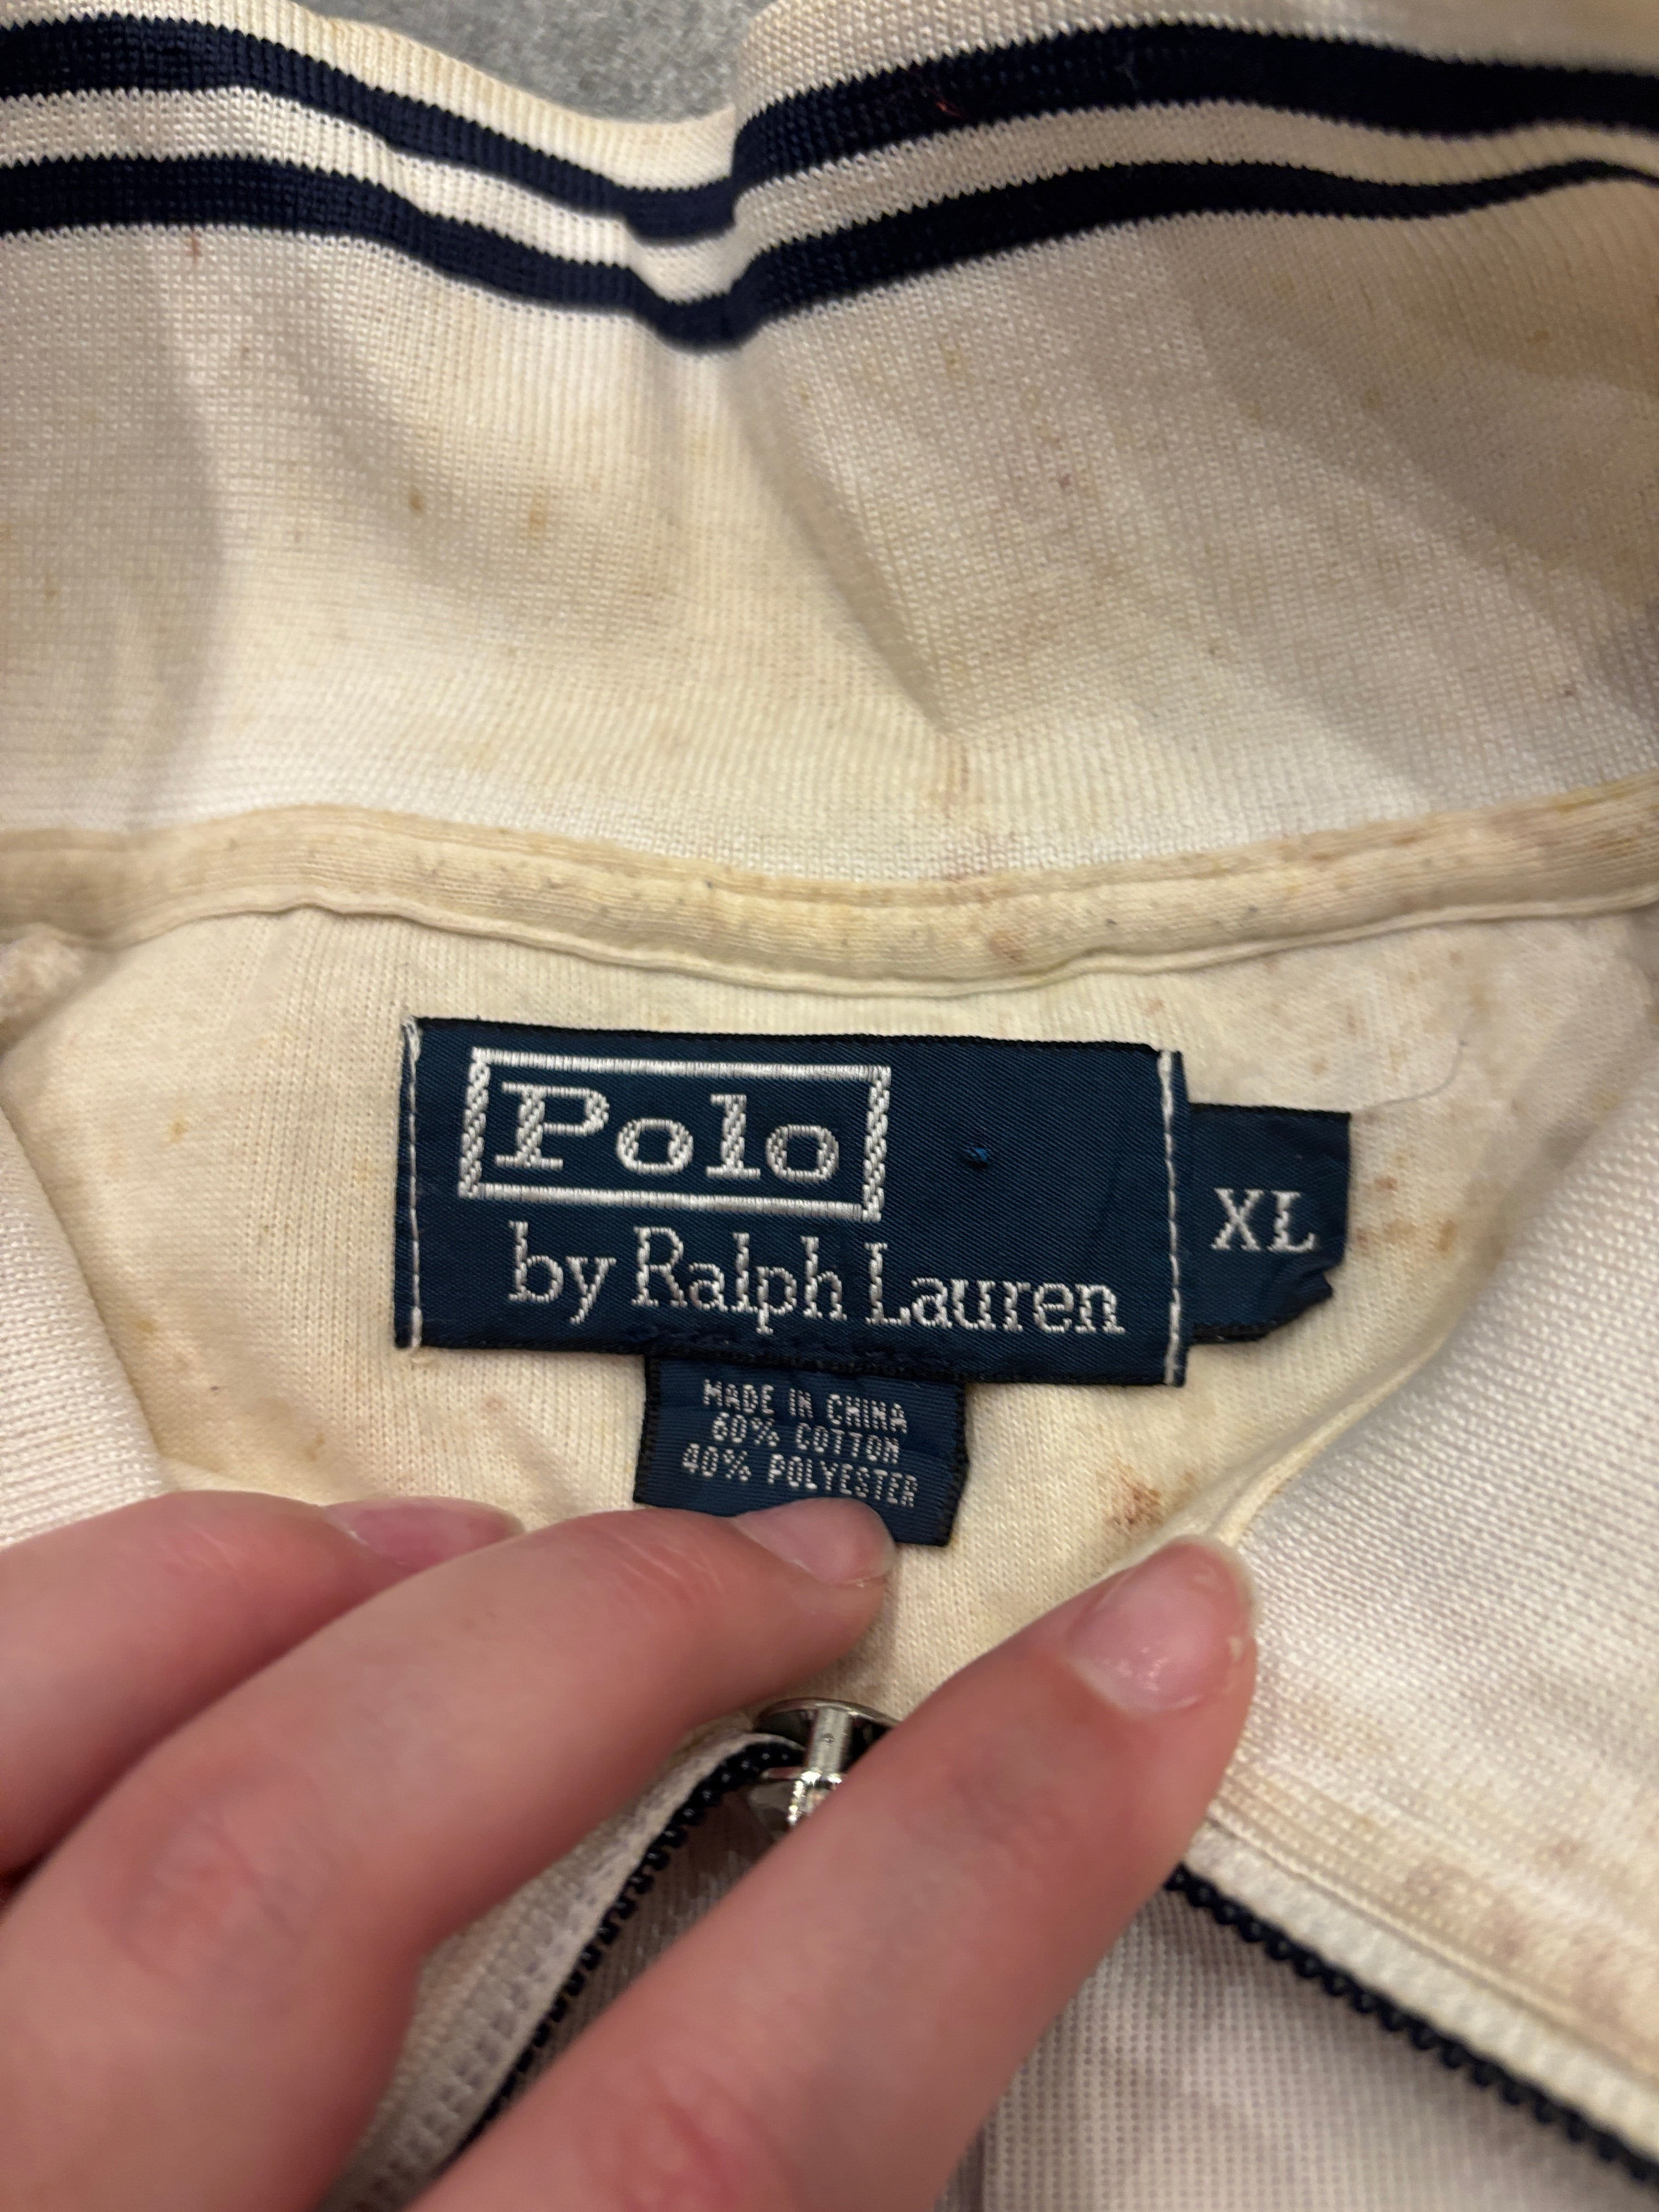 Polo
by Ralph Lauren
XL
MADE IN CHINA
60% COTTON
40% POLYESTER